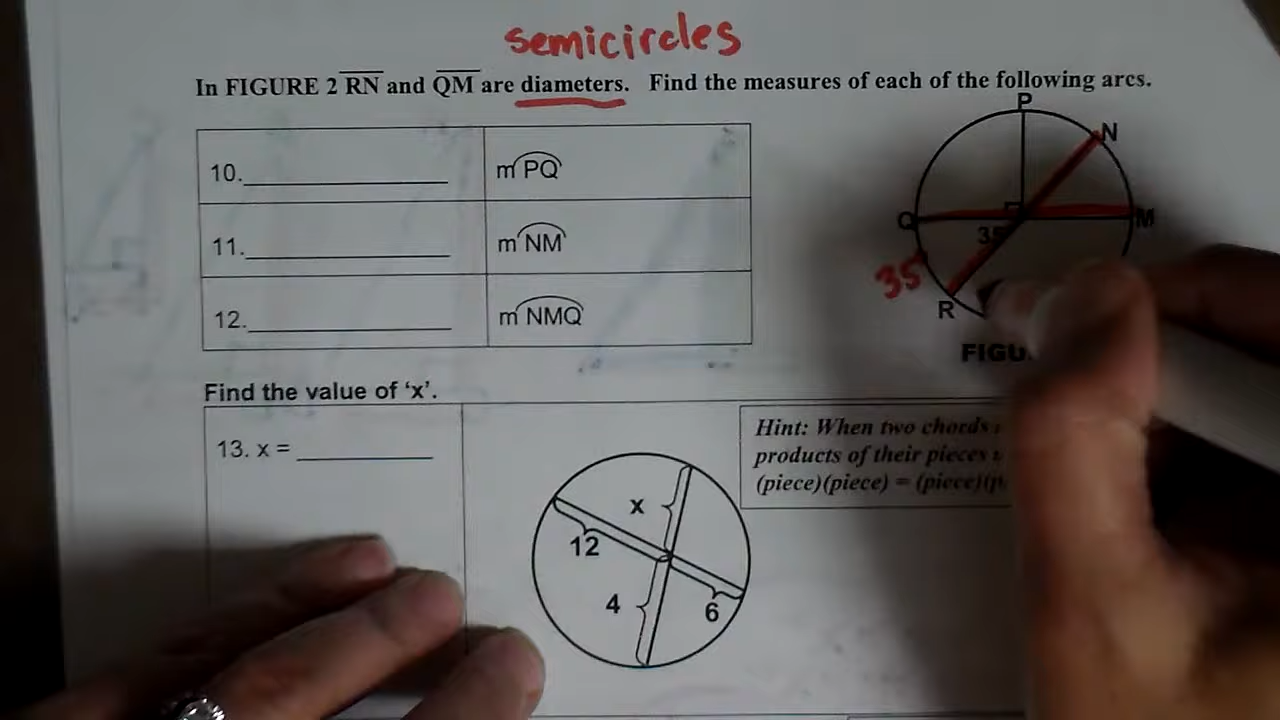 semicircles
In FIGURE 2 RN and QM are diameters. Find the measures of each of the following arcs.
P
N
10. m PQ
Q
M
11. m NM
35
35
R
12. m NMQ
Find the value of ‘x’.
Hint: When two chords
13. x =
products of their pieces
(piece)(piece) =
x
12
4
6